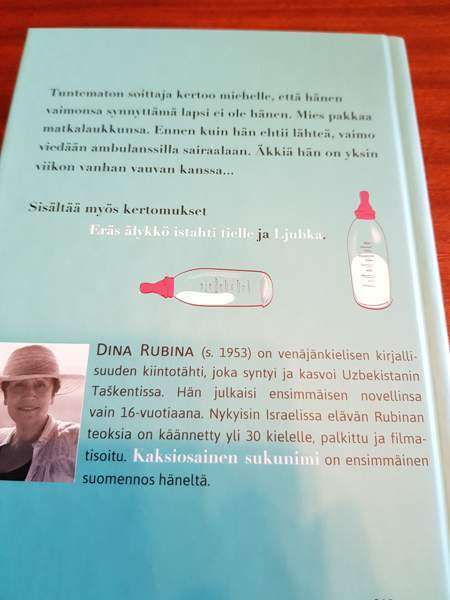 Tuntematon soittaja kertoo miehelle, että hänen
vaimonsa synnyttämä lapsi ei ole hänen. Mies pakkaa
matkalaukkunsa. Ennen kuin hän ehtii lähteä, vaimo
viedään ambulanssilla sairaalaan. Äkkiä hän on yksin
viikon vanhan vauvan kanssa...
Sisältää myös kertomukset
Eräs älykkö istahti tielle ja Ljubka.
DINA RUBINA (s. 1953) on venäjänkielisen kirjalli-
suuden kiintotähti, joka syntyi ja kasvoi Uzbekistanin
Taškentissa. Hän julkaisi ensimmäisen novellinsa
vain 16-vuotiaana. Nykyisin Israelissa elävän Rubinan
teoksia on käännetty yli 30 kielelle, palkittu ja filma-
tisoitu. Kaksiosainen sukunimi on ensimmäinen
suomennos häneltä.